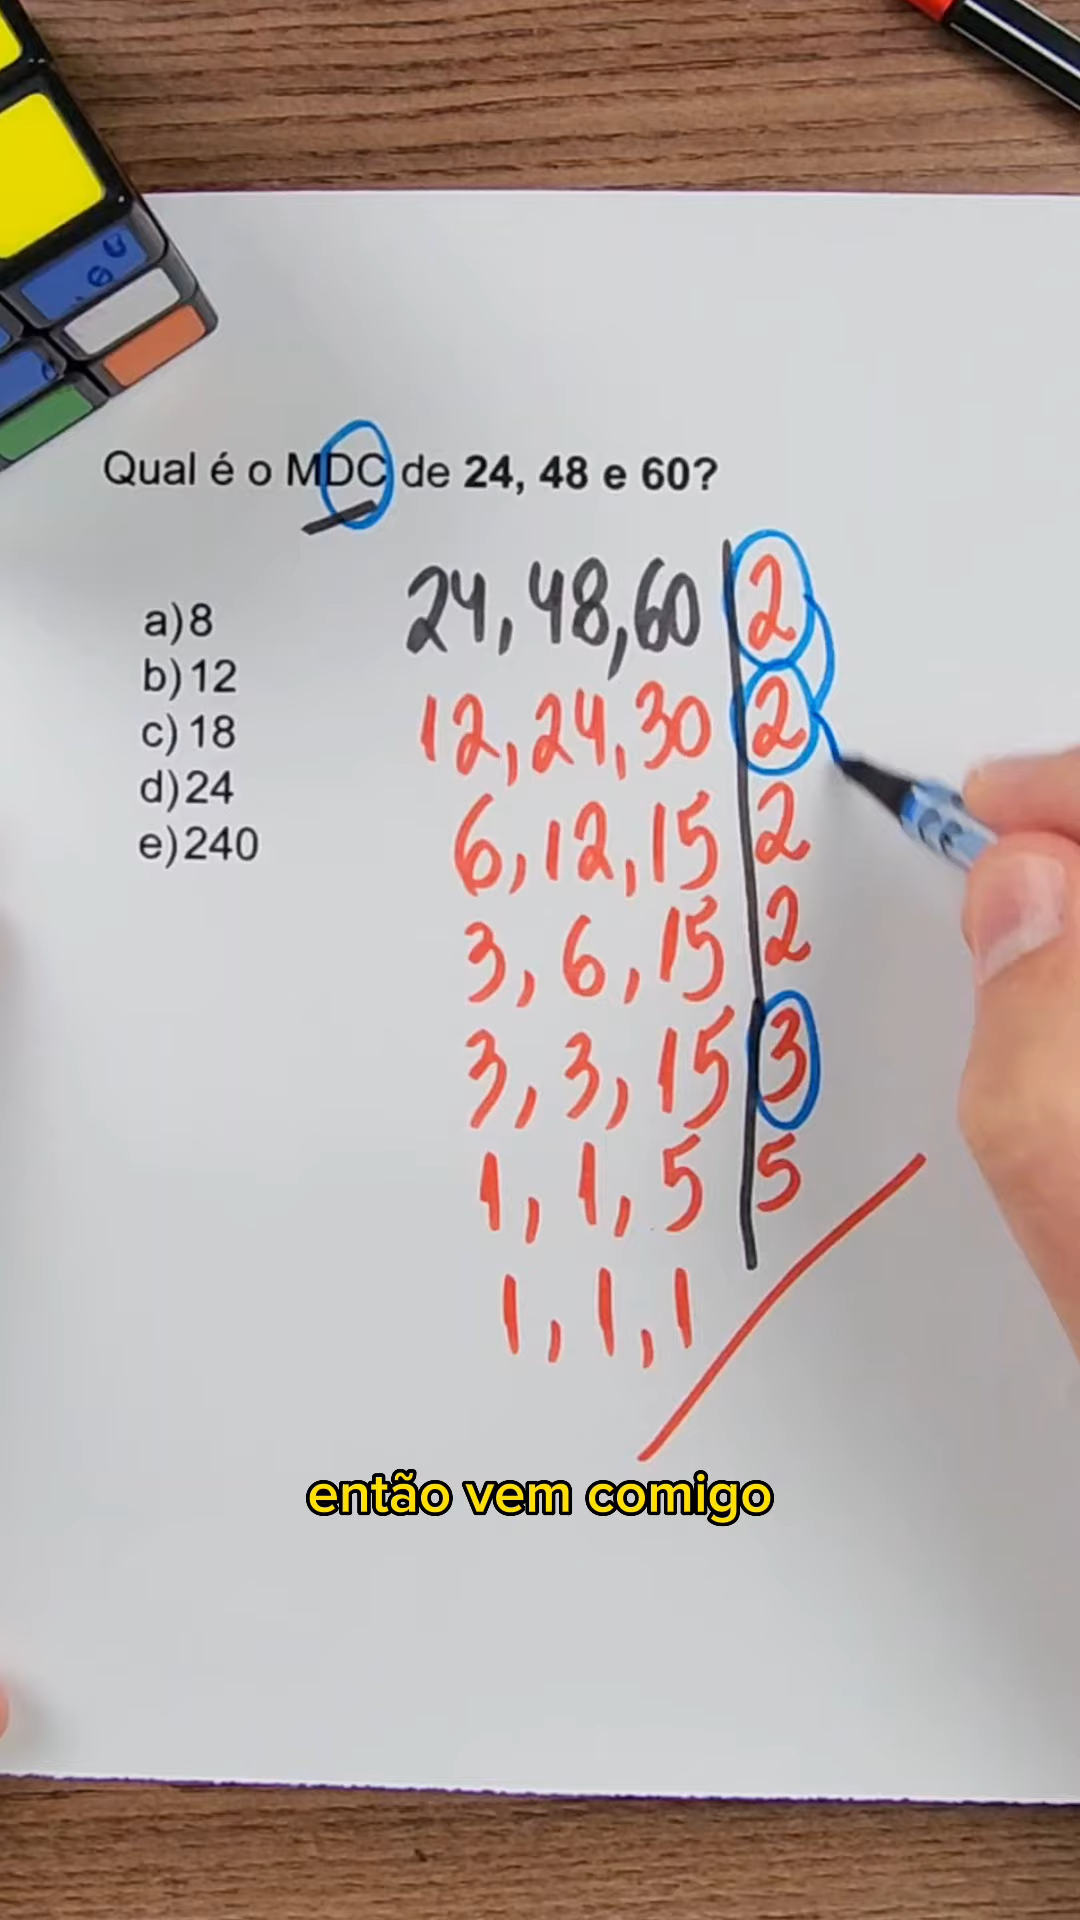 Qual é o MDC de 24, 48 e 60?
a) 8
b) 12
c) 18
d) 24
e) 240
24, 48, 60 | 2
12, 24, 30 | 2
6, 12, 15 | 2
3, 6, 15 | 2
3, 3, 15 | 3
1, 1, 5 | 5
1, 1, 1
então vem comigo